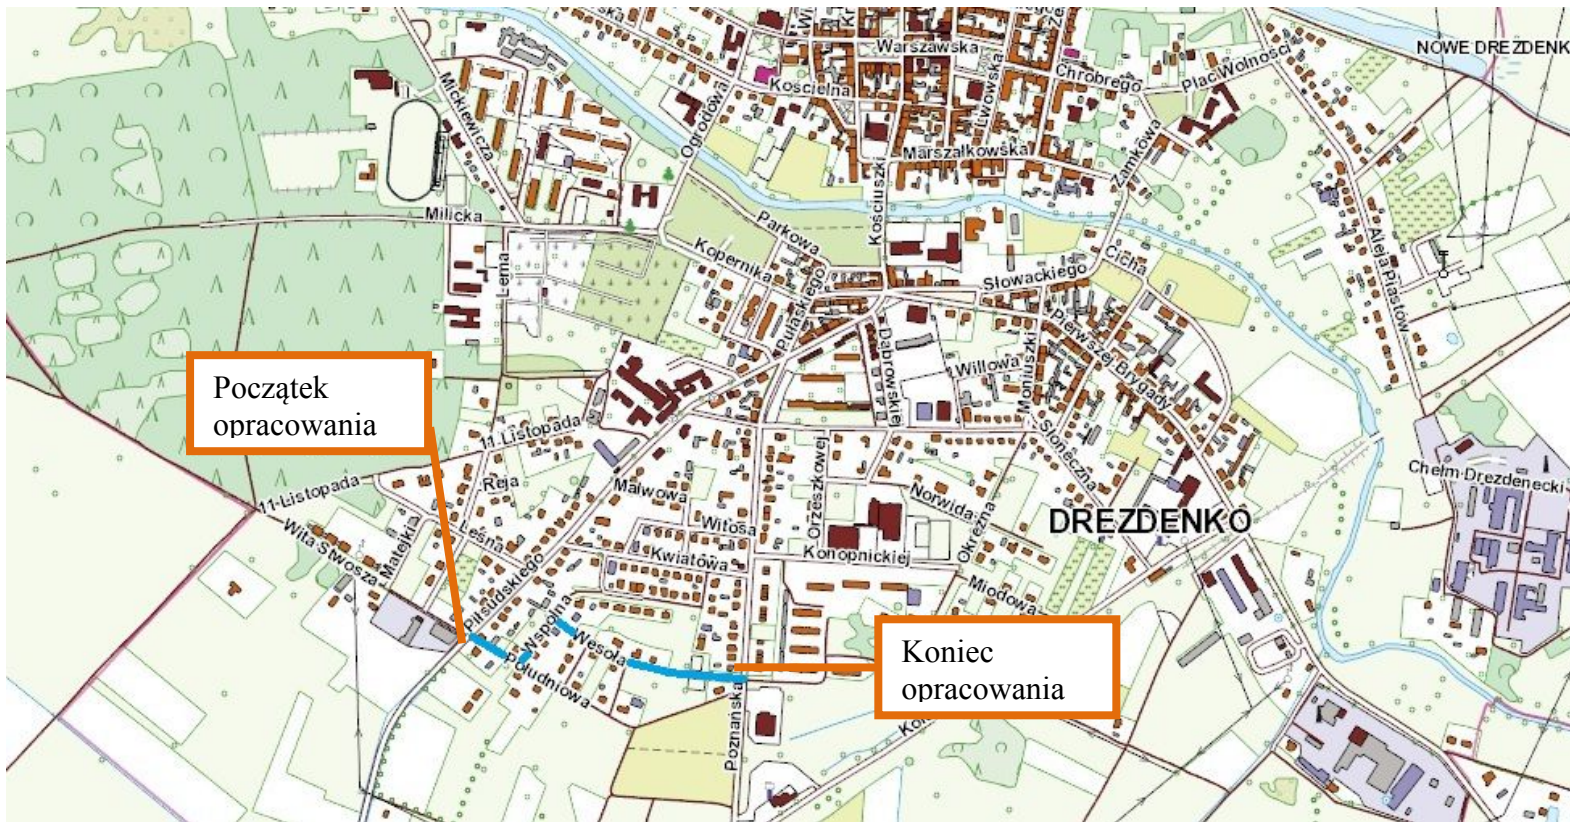 Warszawska
NOWE DREZDENK
Chrobrego
Plac Wolności
Kościelna
Mickiewicza
Ogrodowa
Lwowska
Marszałkowska
Zamkowa
Milicka
Parkowa
Kościuszki
Kopernika
Cicha
Słowackiego
Aleja Piastów
Lema
Pułaskiego
Pierwszej Brygady
Dąbrowskiej
Willowa
Moniuszki
Początek
opracowania
11 Listopada
Słoneczna
Orzeszkowej
Chełm Drezdenecki
11 Listopada
Reja
Malwowa
Norwida
Witosa
Okrężna
DREZDENKO
Wita Stwosza
Matejki
Leśna
Kwiatowa
Konopnickiej
Piłsudskiego
Miodowa
Wspólna
Wesoła
Południowa
Koniec
opracowania
Poznańska